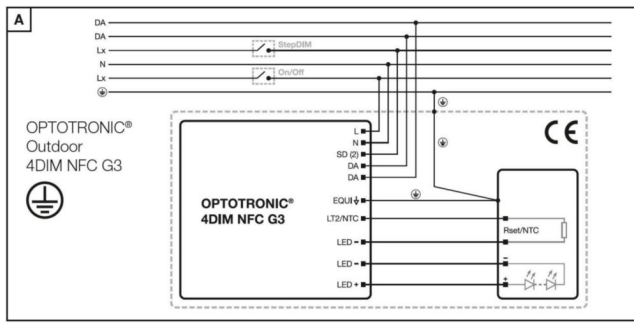 A
DA
DA
Lx
StepDIM
N
Lx
On/Off
OPTOTRONIC®
Outdoor
4DIM NFC G3
CE
L
N
SD (2)
DA
DA
OPTOTRONIC®
4DIM NFC G3
EQUI
LT2/NTC
Rset/NTC
LED -
LED -
-
LED +
+